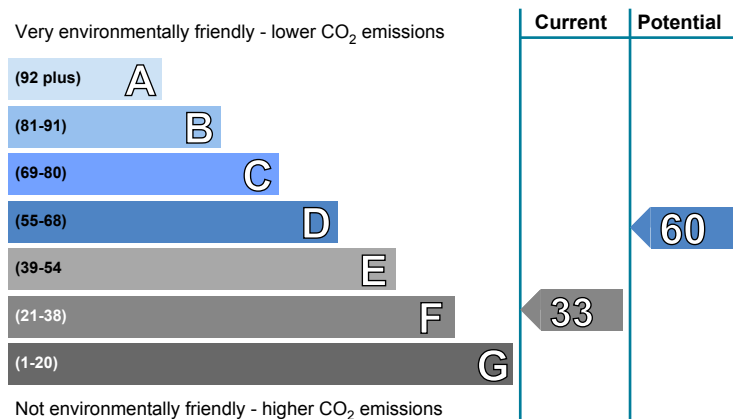 Current Potential
Very environmentally friendly - lower CO2 emissions
(92 plus) A
(81-91) B
(69-80) C
(55-68) D
60
(39-54 E
(21-38) F
33
(1-20) G
Not environmentally friendly - higher CO2 emissions